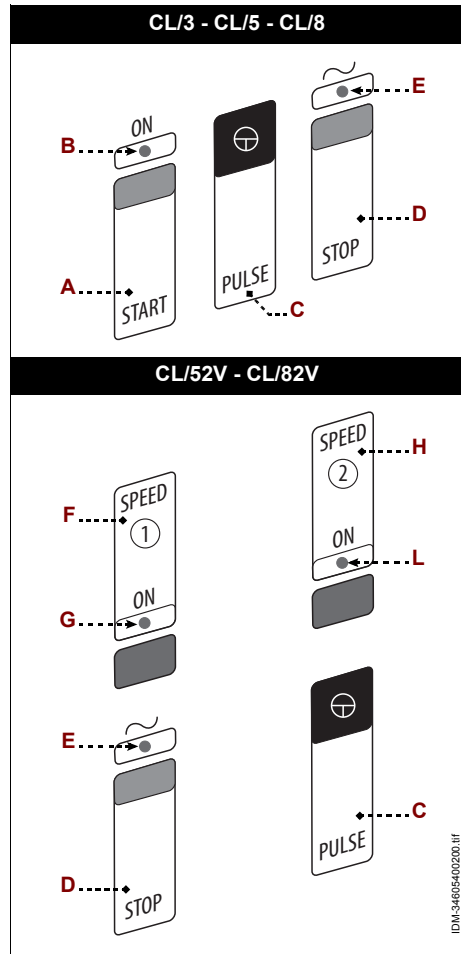 CL/3 - CL/5 - CL/8
ON
B
E
D
A
START
PULSE
C
STOP
CL/52V - CL/82V
SPEED
1
F
ON
G
SPEED
2
H
ON
L
E
D
STOP
C
PULSE
IDM-34605400200.tif